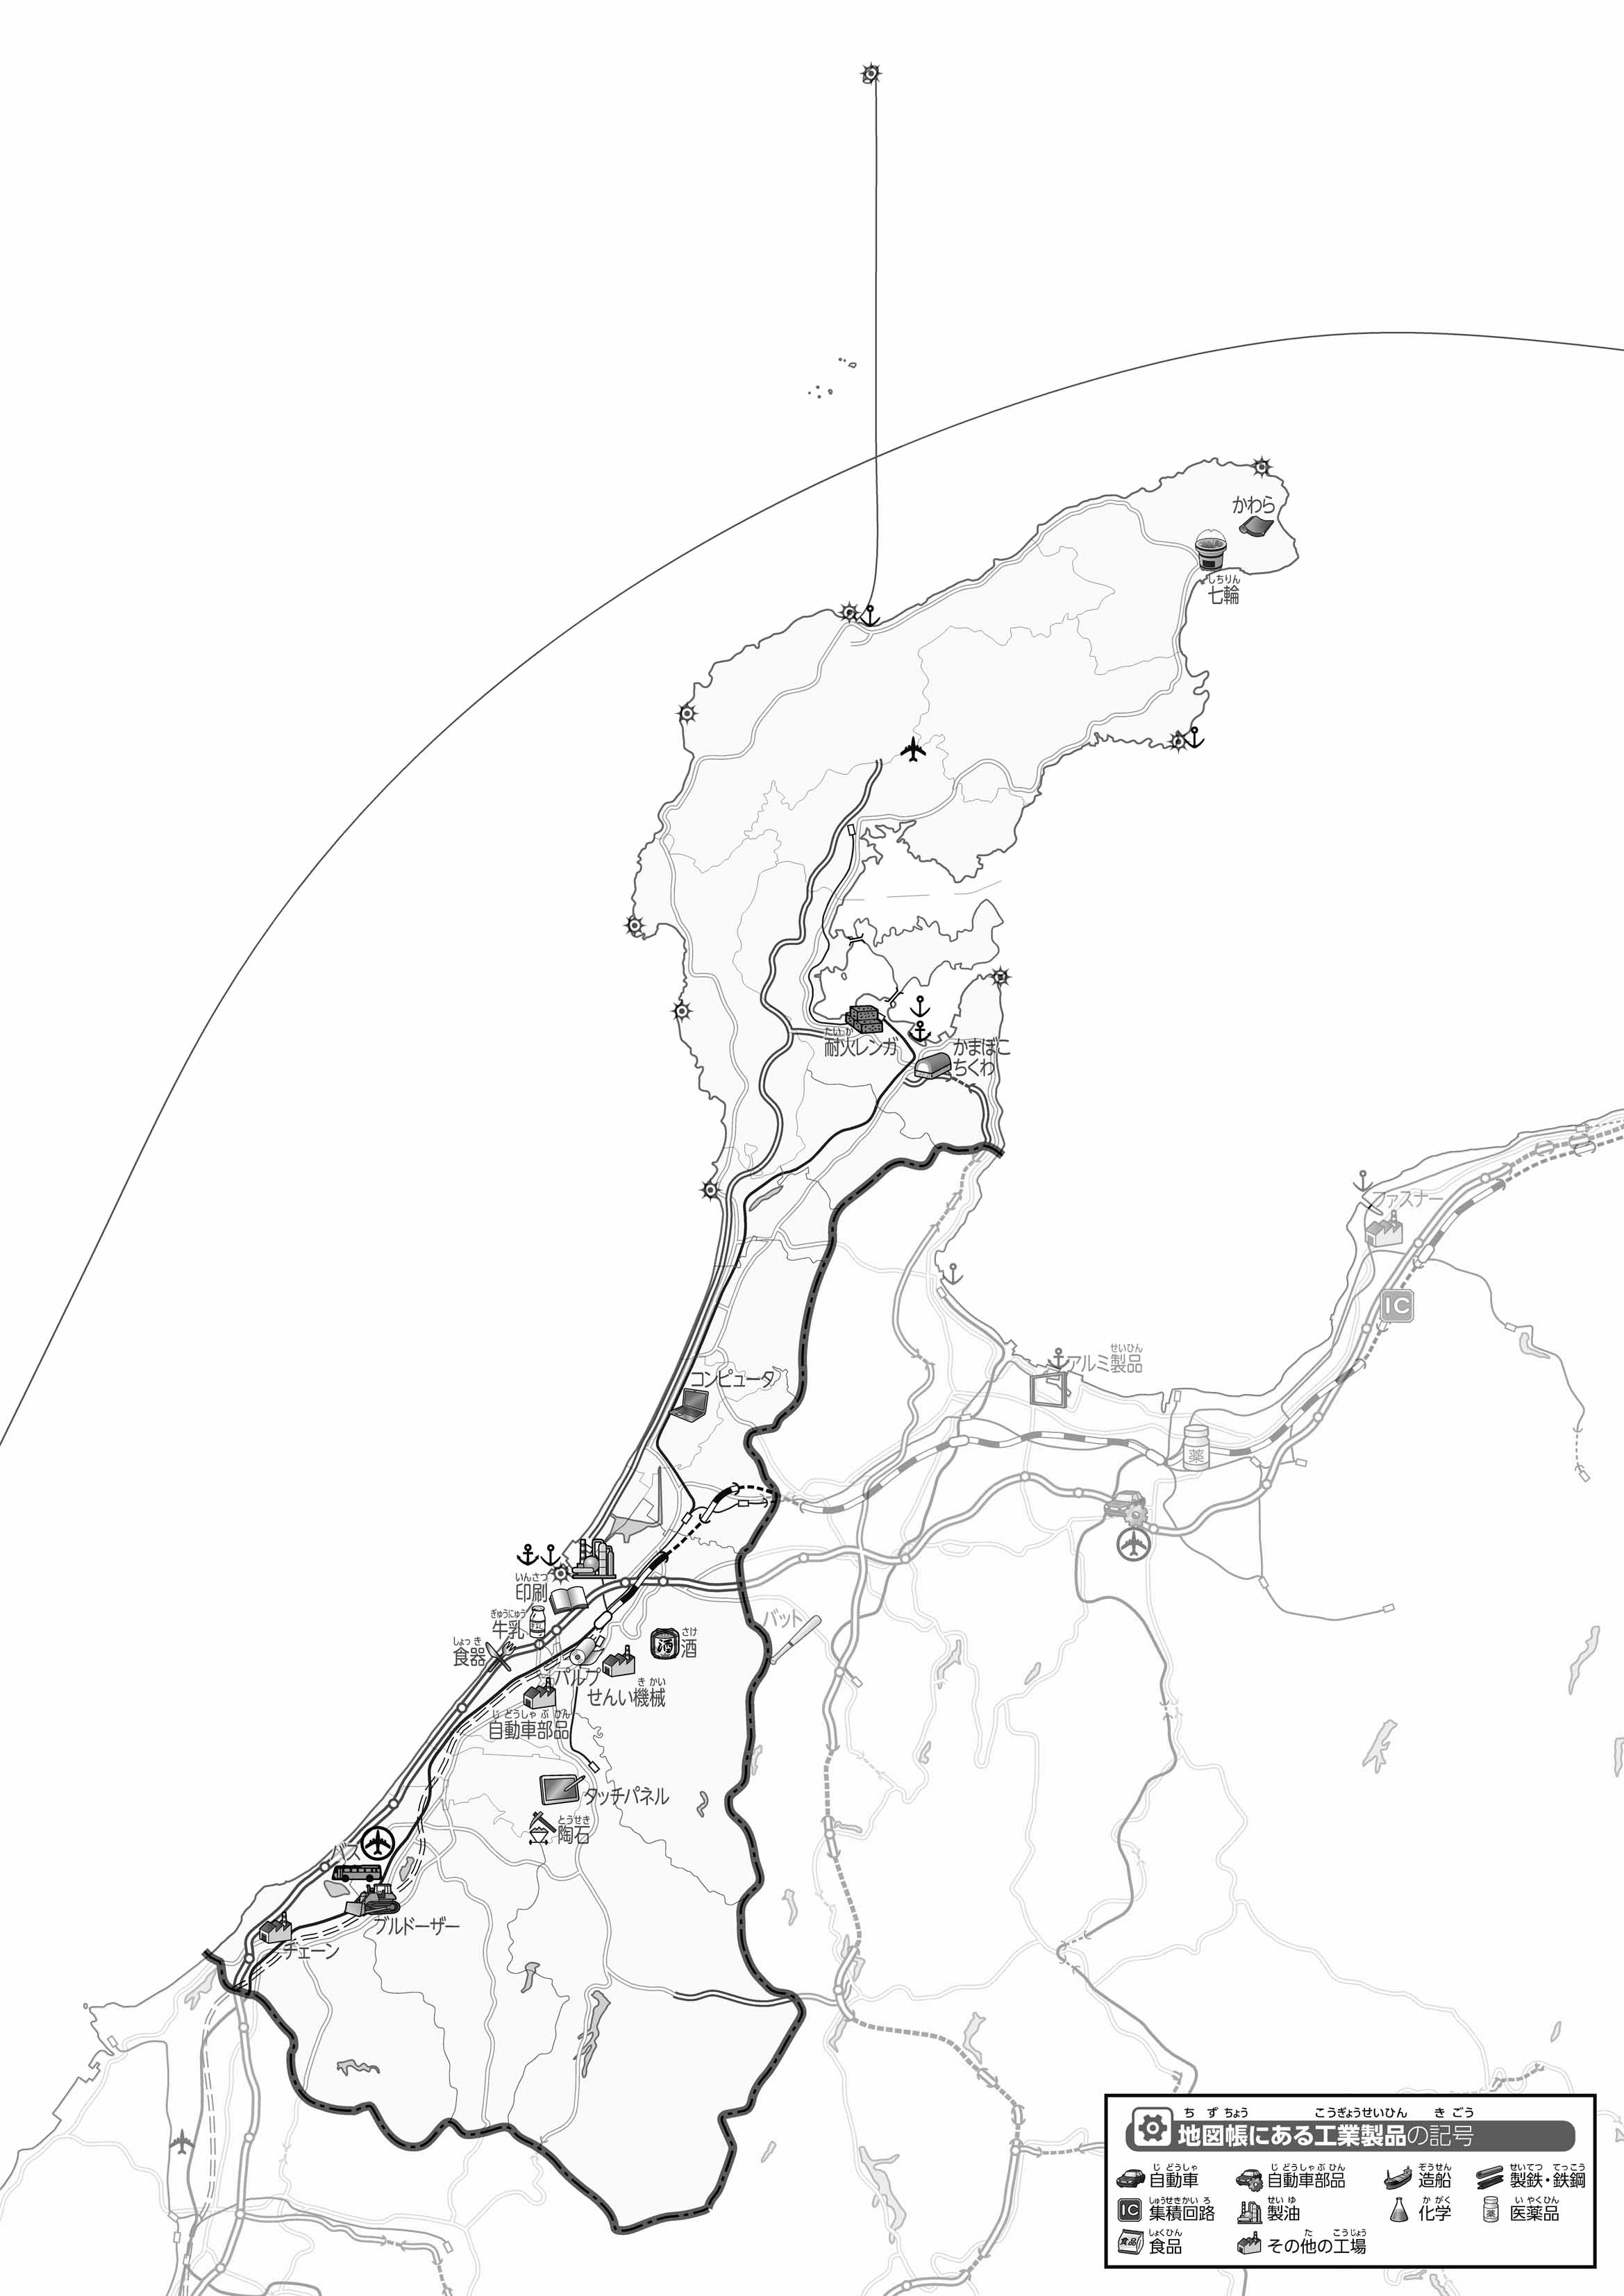 かわら
しちりん
七輪
たいか
耐火レンガ
かまぼこ
ちくわ
ファスナー
IC
せいひん
アルミ製品
薬
コンピュータ
いんさつ
印刷
ぎゅうにゅう
牛乳
しょっき
食器
バット
さけ
酒
酒
パルプ
きかい
せんい機械
じどうしゃぶひん
自動車部品
タッチパネル
とうせき
陶石
バス
ブルドーザー
チェーン
ちずちょう こうぎょうせいひん きごう
地図帳にある工業製品の記号
じどうしゃ
自動車
じどうしゃぶひん
自動車部品
ぞうせん
造船
せいてつ てっこう
製鉄・鉄鋼
IC
しゅうせきかいろ
集積回路
せいゆ
製油
かがく
化学
薬
いやくひん
医薬品
食品
しょくひん
食品
た こうじょう
その他の工場